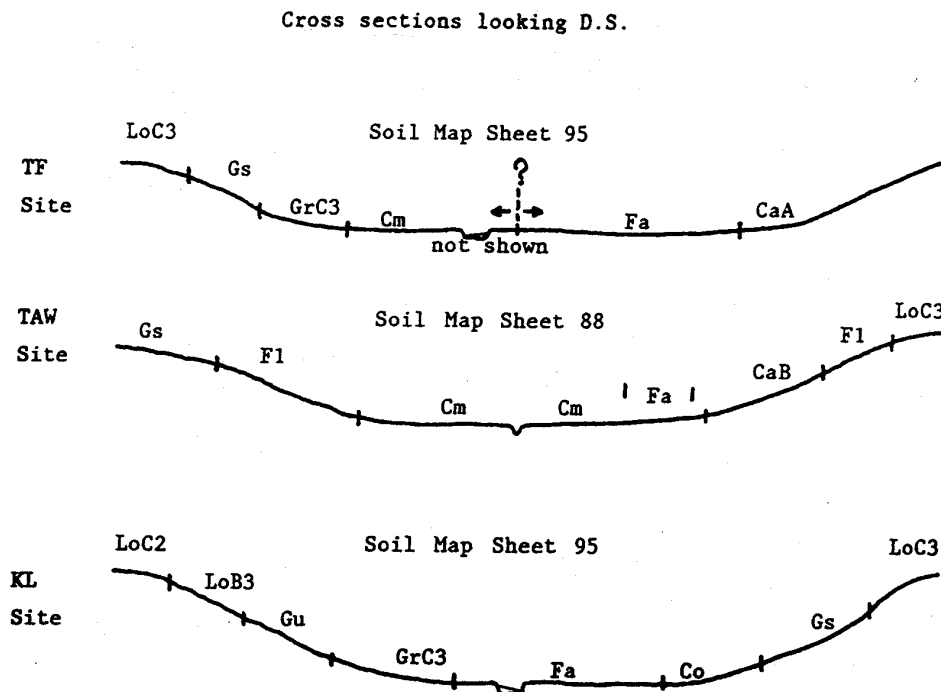 Cross sections looking D.S.
LoC3 Soil Map Sheet 95
TF Site
Gs
?
GrC3 Cm Fa CaA
not shown
TAW Site
Soil Map Sheet 88
LoC3
Gs F1 F1
CaB
Cm Cm Fa
LoC2 Soil Map Sheet 95 LoC3
KL Site
LoB3
Gu Gs
GrC3 Fa Co